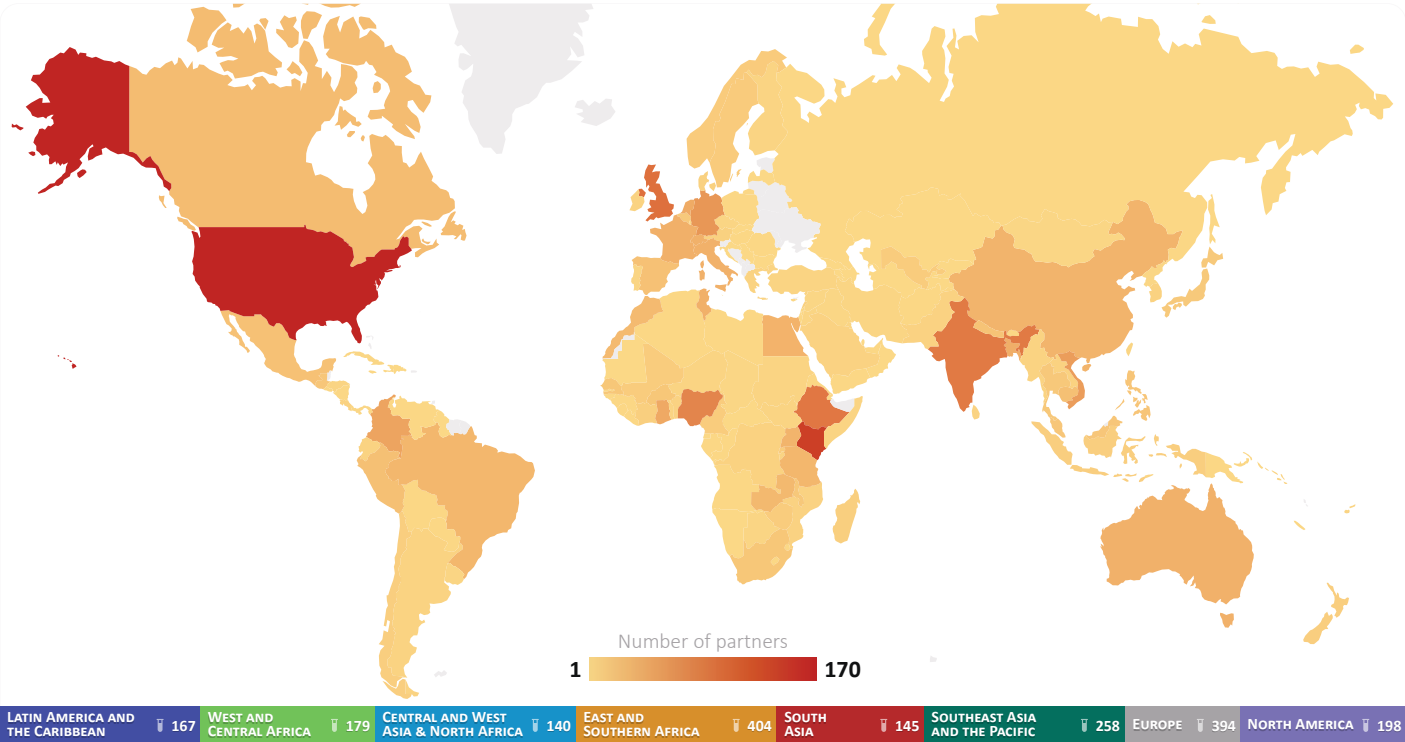 Number of partners
1 170
LATIN AMERICA AND
THE CARIBBEAN 167
WEST AND
CENTRAL AFRICA 179
CENTRAL AND WEST
ASIA & NORTH AFRICA 140
EAST AND
SOUTHERN AFRICA 404
SOUTH
ASIA 145
SOUTHEAST ASIA
AND THE PACIFIC 258
EUROPE 394
NORTH AMERICA 198